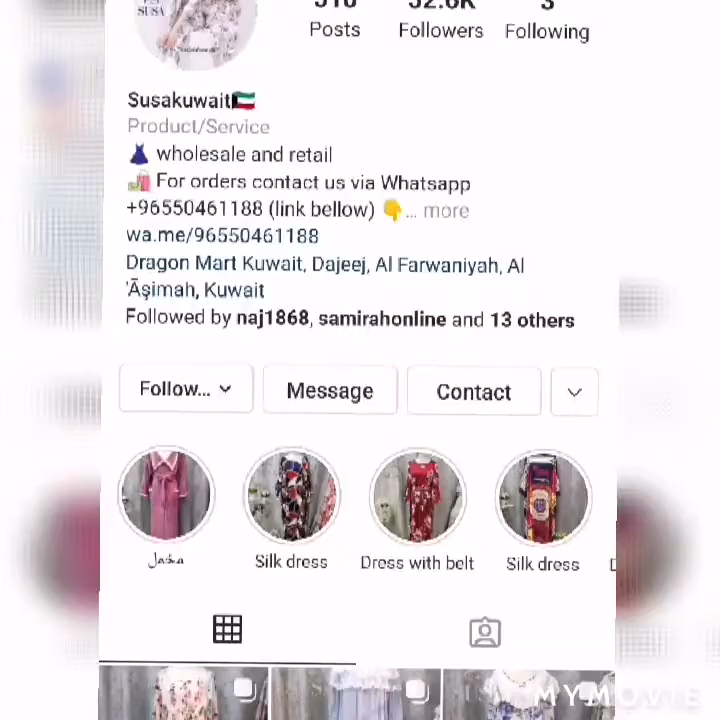 SUSA
Posts Followers Following
Susakuwait🇰🇼
Product/Service
👗 wholesale and retail
🛍️ For orders contact us via Whatsapp
+96550461188 (link bellow) 👇... more
wa.me/96550461188
Dragon Mart Kuwait, Dajeej, Al Farwaniyah, Al
'Āşimah, Kuwait
Followed by naj1868, samirahonline and 13 others
Follow... Message Contact
Silk dress Dress with belt Silk dress
MYMOVIE